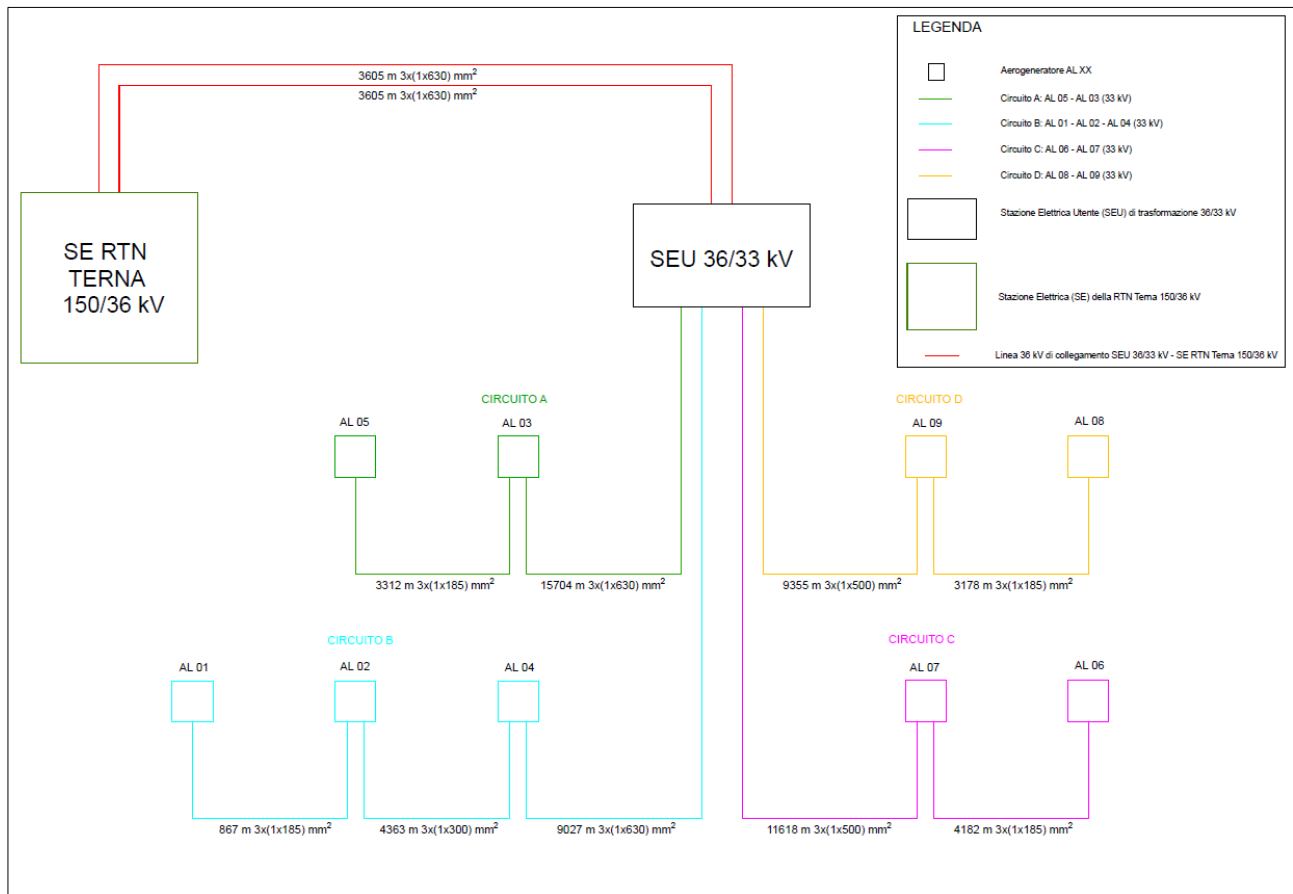 LEGENDA
Aerogeneratore AL XX
Circuito A: AL 05 - AL 03 (33 kV)
Circuito B: AL 01 - AL 02 - AL 04 (33 kV)
Circuito C: AL 06 - AL 07 (33 kV)
Circuito D: AL 08 - AL 09 (33 kV)
Stazione Elettrica Utente (SEU) di trasformazione 36/33 kV
Stazione Elettrica (SE) della RTN Terna 150/36 kV
Linea 36 kV di collegamento SEU 36/33 kV - SE RTN Terna 150/36 kV
3605 m 3x(1x630) mm²
3605 m 3x(1x630) mm²
SE RTN
TERNA
150/36 kV
SEU 36/33 kV
CIRCUITO A
AL 05
AL 03
3312 m 3x(1x185) mm²
15704 m 3x(1x630) mm²
CIRCUITO D
AL 09
AL 08
9355 m 3x(1x500) mm²
3178 m 3x(1x185) mm²
CIRCUITO B
AL 01
AL 02
AL 04
867 m 3x(1x185) mm²
4363 m 3x(1x300) mm²
9027 m 3x(1x630) mm²
CIRCUITO C
AL 07
AL 06
11618 m 3x(1x500) mm²
4182 m 3x(1x185) mm²